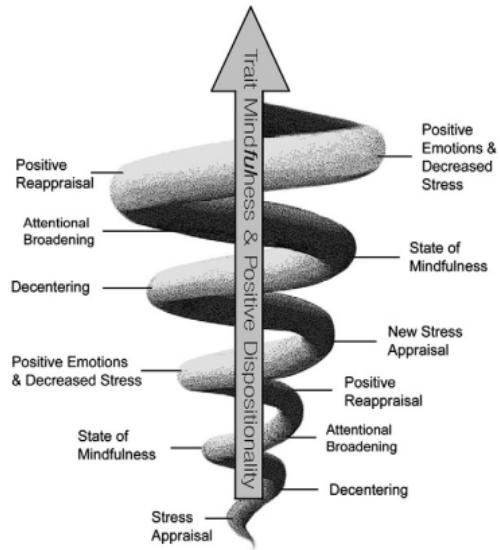 Trait Mindfulness & Positive Dispositionality
Positive
Emotions &
Decreased
Stress
Positive
Reappraisal
Attentional
Broadening
State of
Mindfulness
Decentering
New Stress
Appraisal
Positive Emotions
& Decreased Stress
Positive
Reappraisal
Attentional
Broadening
State of
Mindfulness
Decentering
Stress
Appraisal